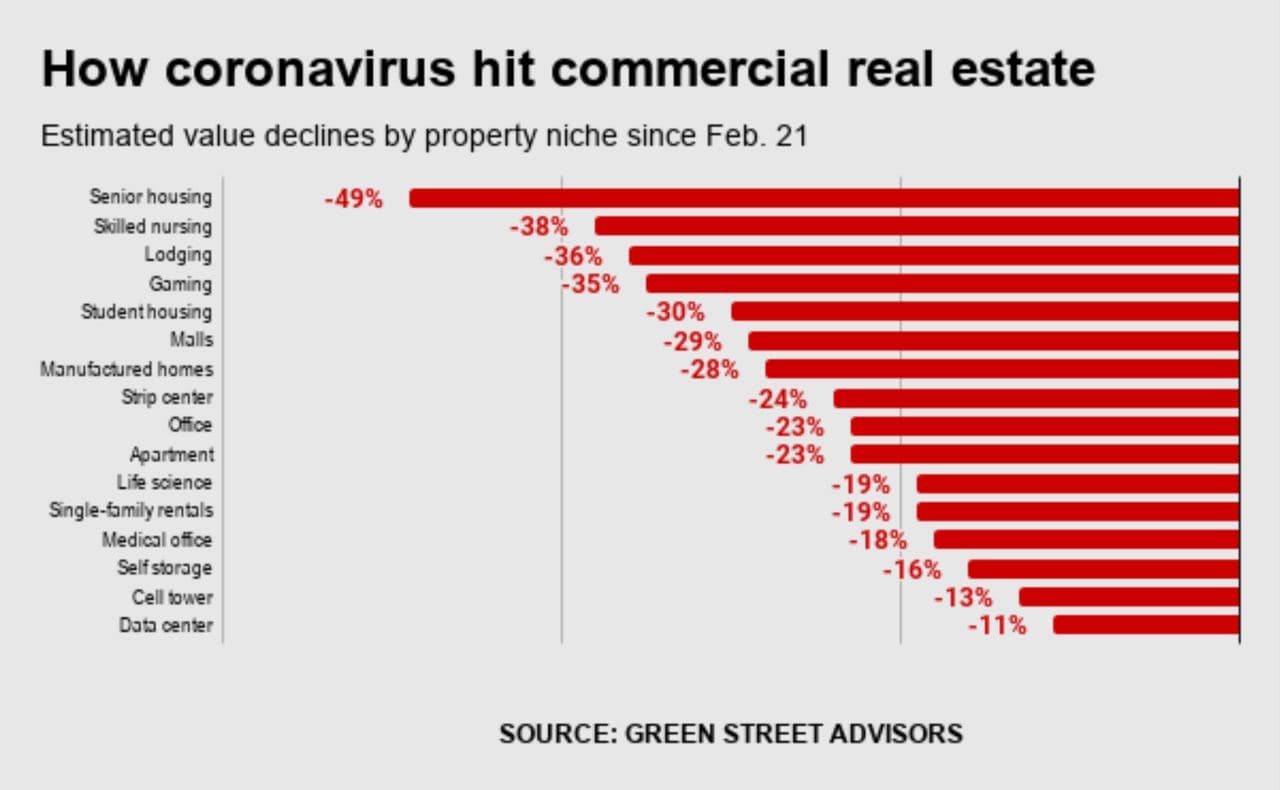 How coronavirus hit commercial real estate
Estimated value declines by property niche since Feb. 21
Senior housing -49%
Skilled nursing -38%
Lodging -36%
Gaming -35%
Student housing -30%
Malls -29%
Manufactured homes -28%
Strip center -24%
Office -23%
Apartment -23%
Life science -19%
Single-family rentals -19%
Medical office -18%
Self storage -16%
Cell tower -13%
Data center -11%
SOURCE: GREEN STREET ADVISORS